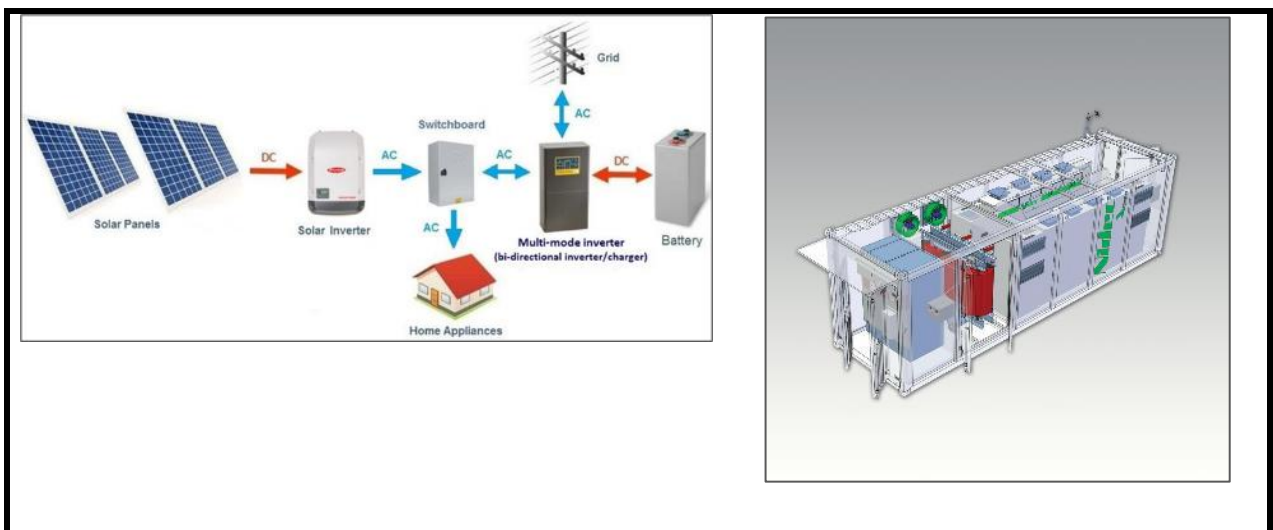 Grid
AC
Switchboard
DC
AC
AC
DC
Solar Panels
Solar Inverter
AC
Multi-mode inverter
(bi-directional inverter/charger)
Battery
Home Appliances